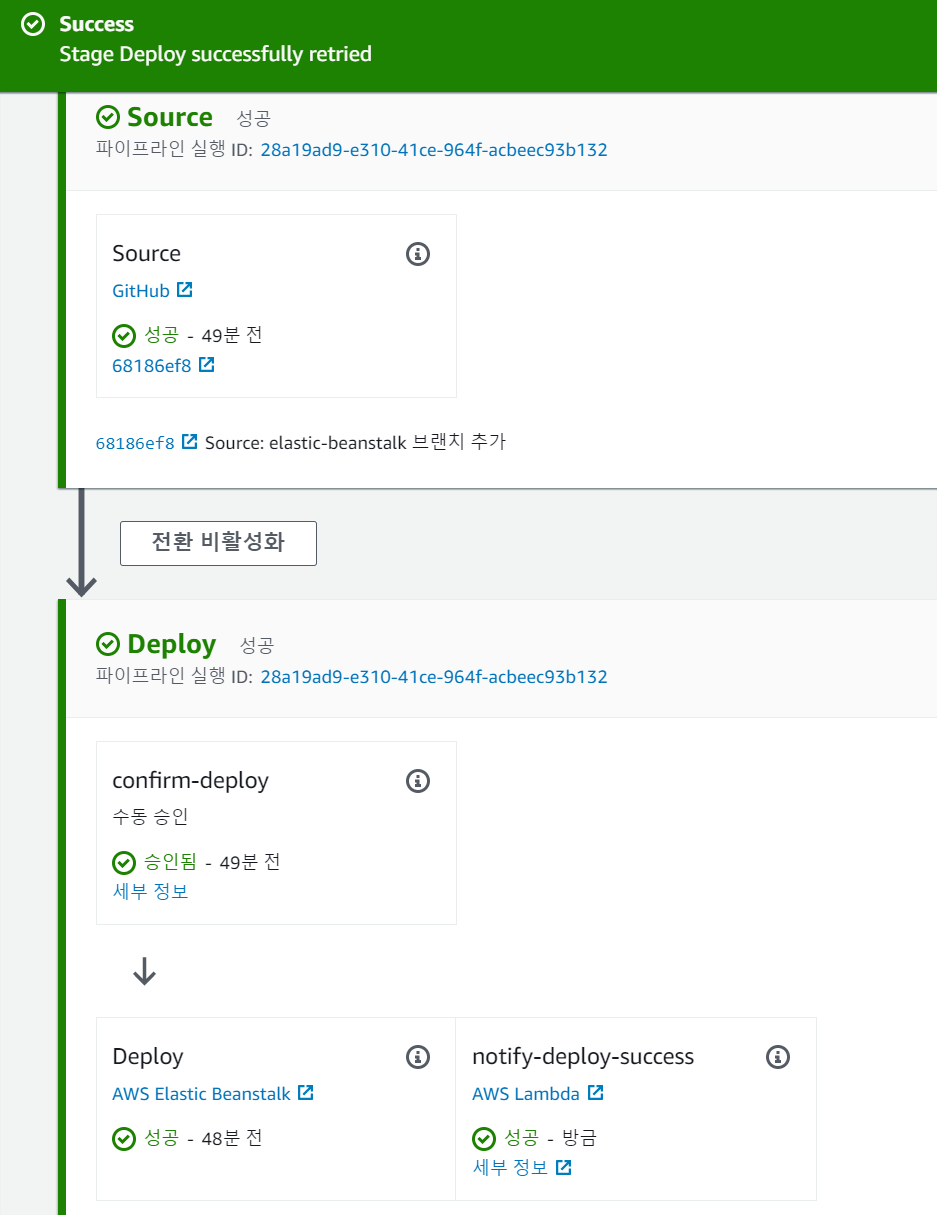 Success
Stage Deploy successfully retried
Source 성공
파이프라인 실행 ID: 28a19ad9-e310-41ce-964f-acbeec93b132
Source
GitHub
성공 - 49분 전
68186ef8
68186ef8 Source: elastic-beanstalk 브랜치 추가
전환 비활성화
Deploy 성공
파이프라인 실행 ID: 28a19ad9-e310-41ce-964f-acbeec93b132
confirm-deploy
수동 승인
승인됨 - 49분 전
세부 정보
Deploy
AWS Elastic Beanstalk
성공 - 48분 전
notify-deploy-success
AWS Lambda
성공 - 방금
세부 정보